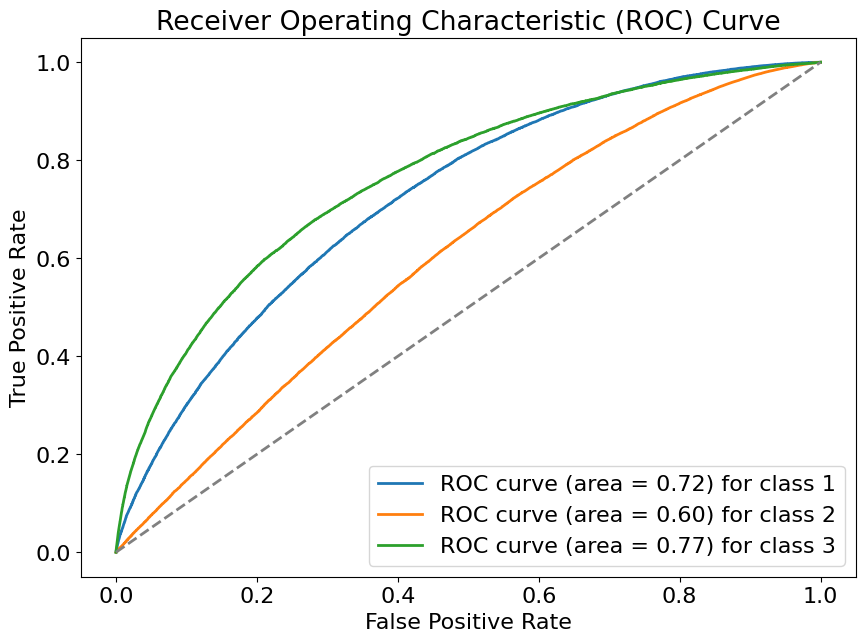 Receiver Operating Characteristic (ROC) Curve
True Positive Rate
1.0
0.8
0.6
0.4
0.2
0.0
ROC curve (area = 0.72) for class 1
ROC curve (area = 0.60) for class 2
ROC curve (area = 0.77) for class 3
0.0 0.2 0.4 0.6 0.8 1.0
False Positive Rate